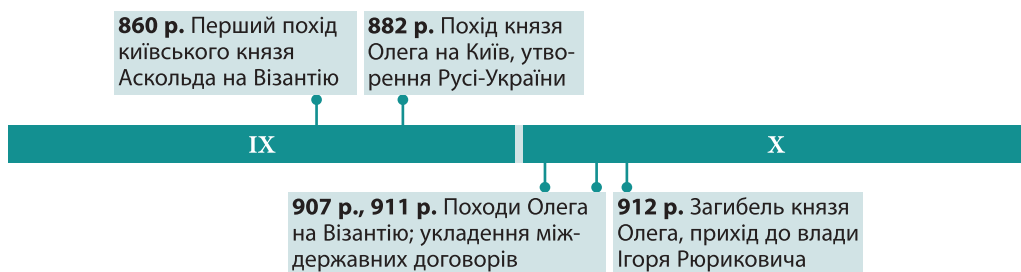 860 р. Перший похід
київського князя
Аскольда на Візантію
882 р. Похід князя
Олега на Київ, утво-
рення Русі-України
IX
X
907 р., 911 р. Походи Олега
на Візантію; укладення між-
державних договорів
912 р. Загибель князя
Олега, прихід до влади
Ігоря Рюриковича